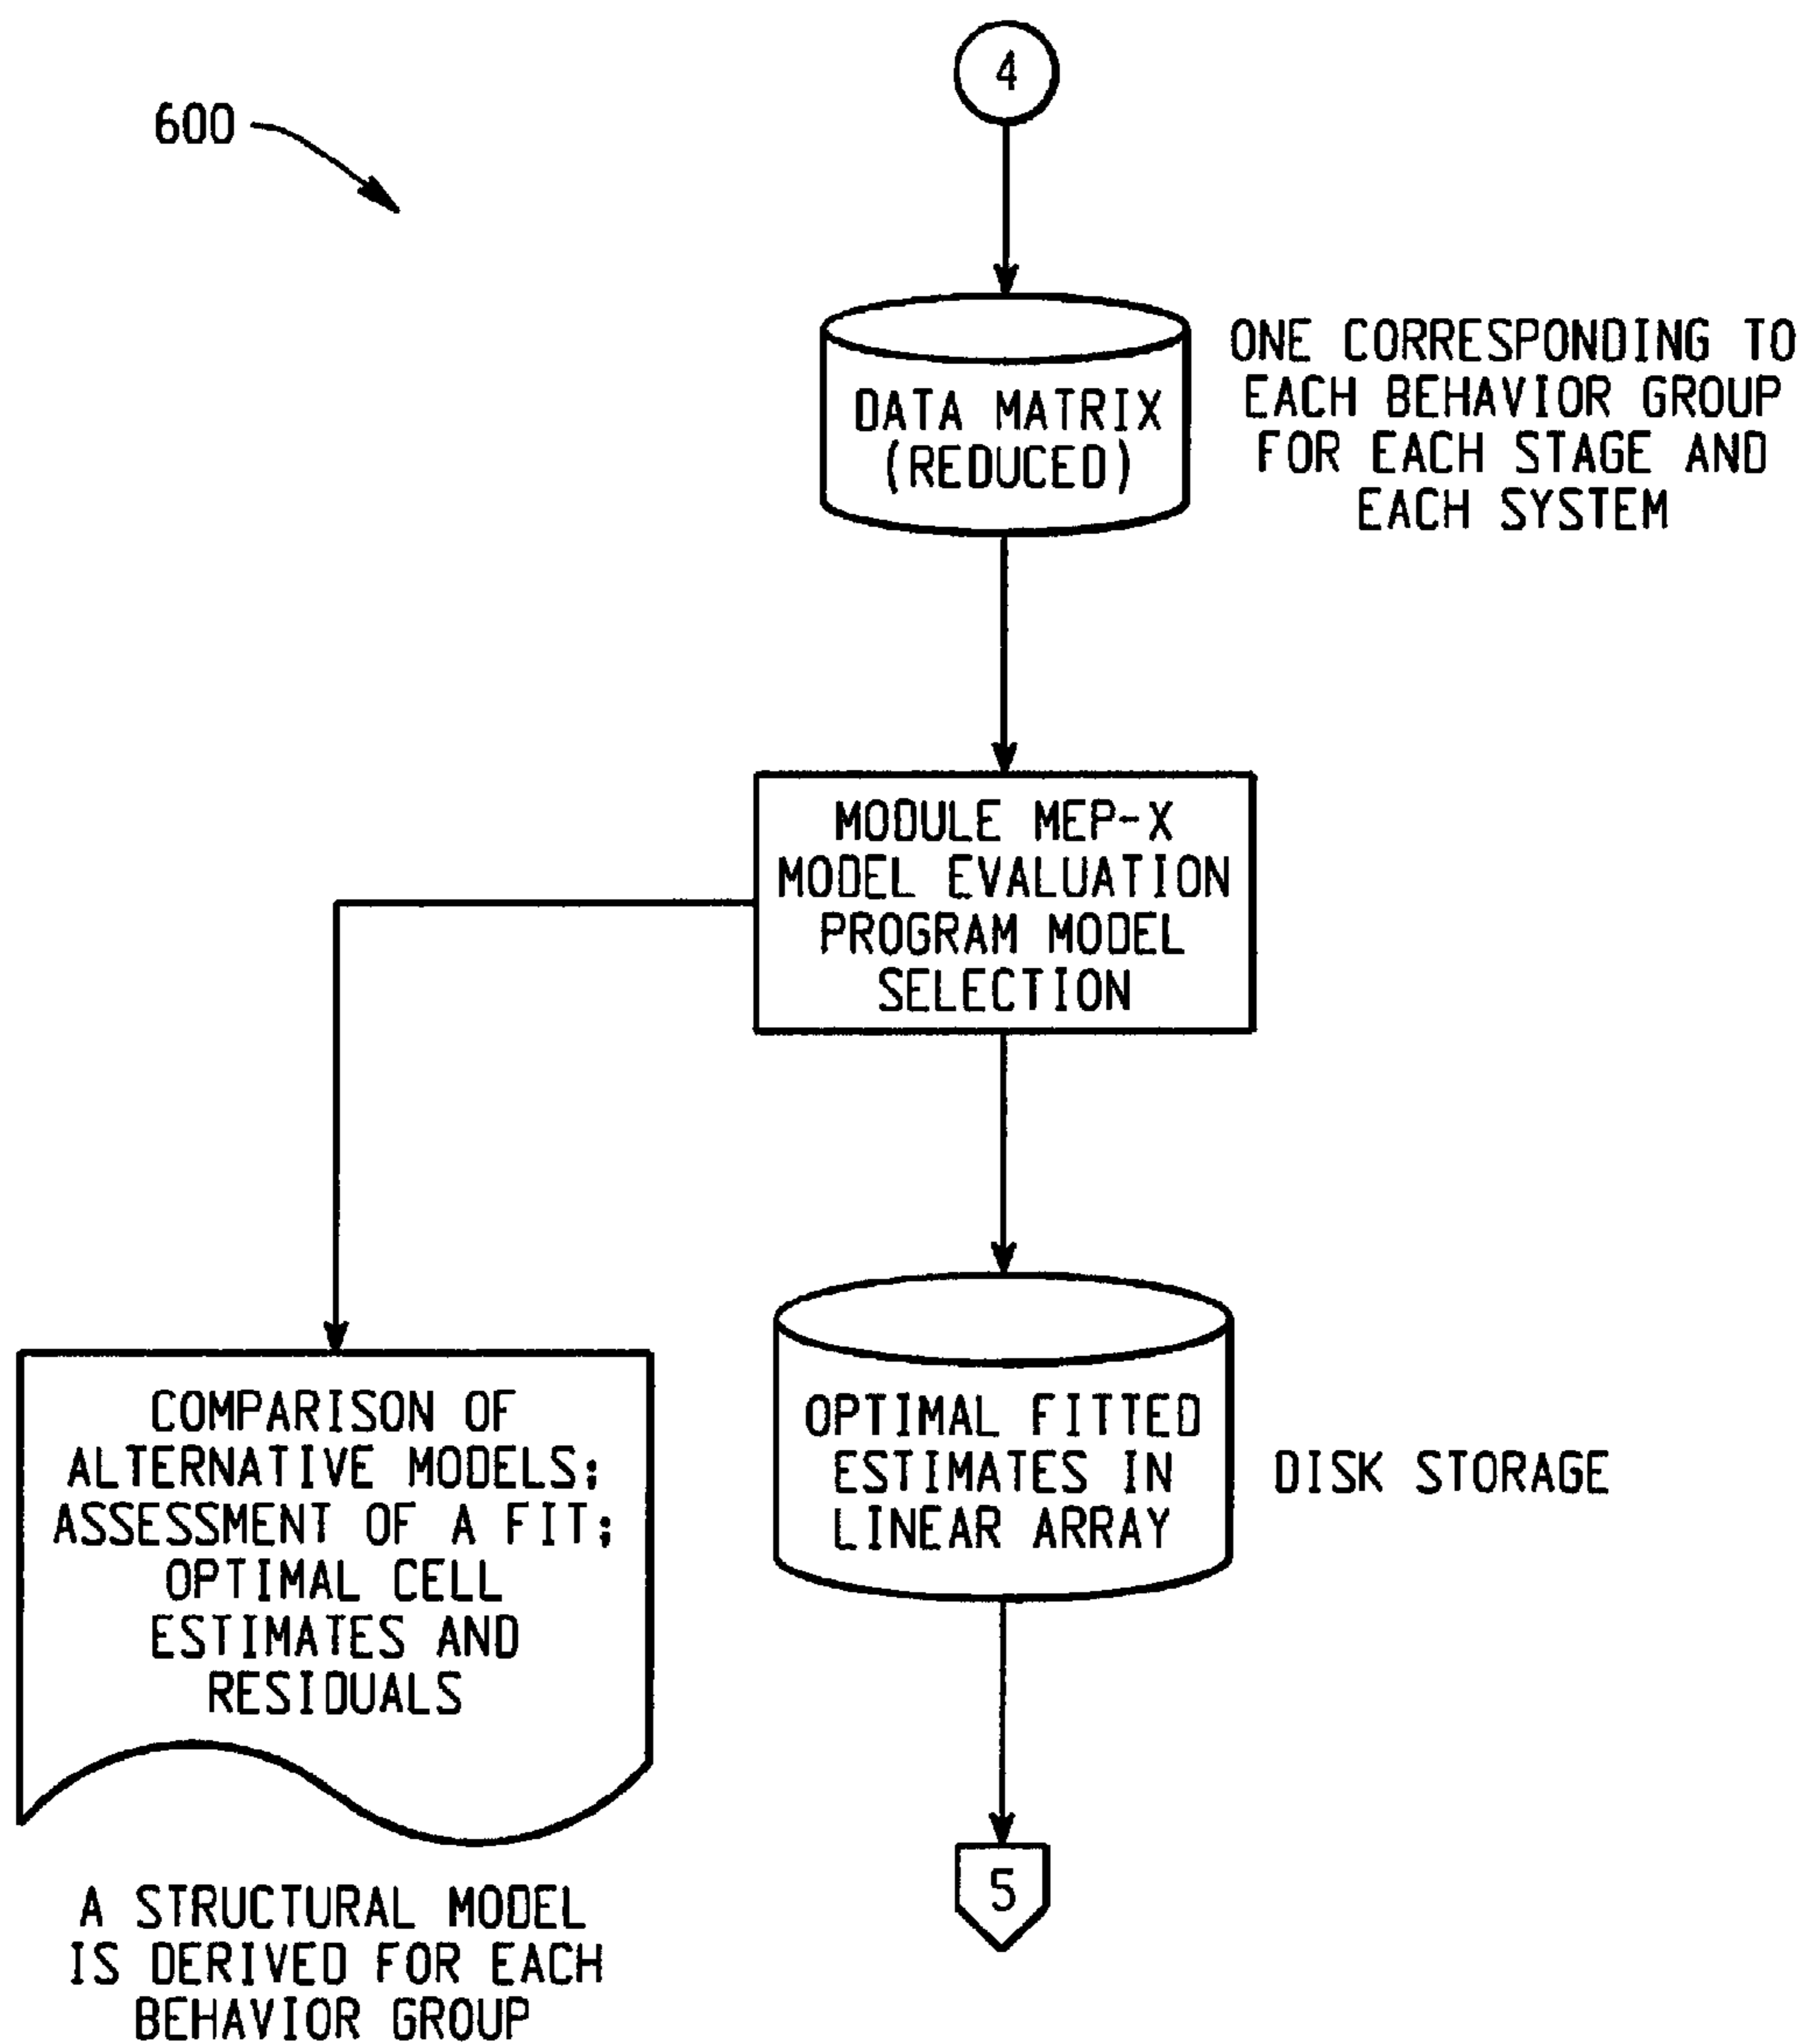 4
600
DATA MATRIX
(REDUCED)
ONE CORRESPONDING TO
EACH BEHAVIOR GROUP
FOR EACH STAGE AND
EACH SYSTEM
MODULE MEP-X
MODEL EVALUATION
PROGRAM MODEL
SELECTION
COMPARISON OF
ALTERNATIVE MODELS;
ASSESSMENT OF A FIT;
OPTIMAL CELL
ESTIMATES AND
RESIDUALS
OPTIMAL FITTED
ESTIMATES IN
LINEAR ARRAY
DISK STORAGE
5
A STRUCTURAL MODEL
IS DERIVED FOR EACH
BEHAVIOR GROUP